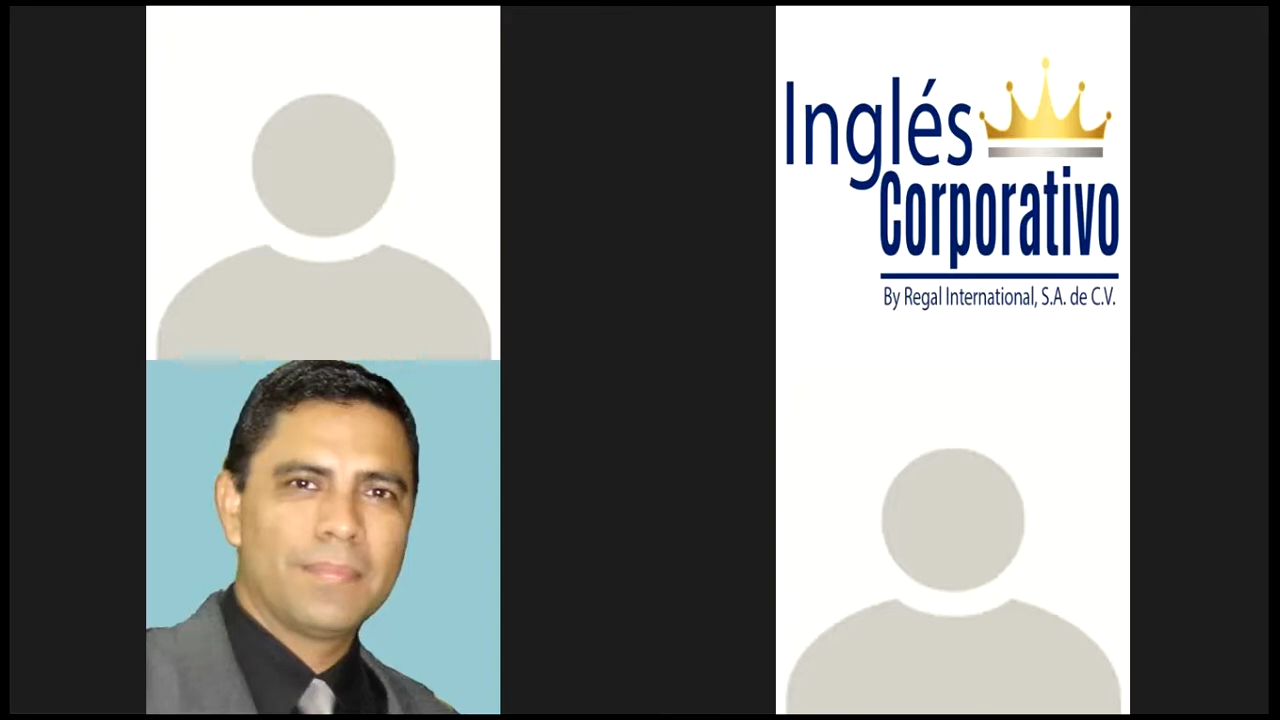 Inglés
Corporativo
By Regal International, S.A. de C.V.